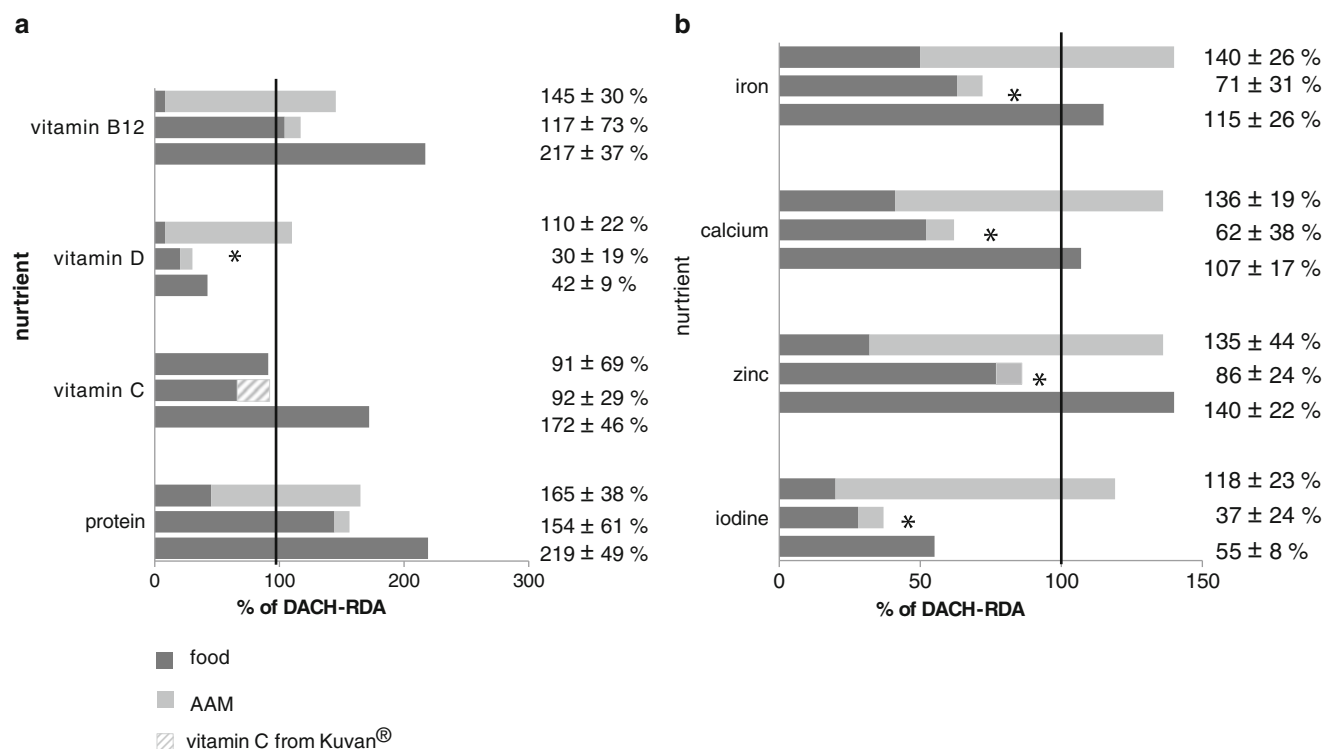 a
vitamin B12
145 ± 30 %
117 ± 73 %
217 ± 37 %
vitamin D
*
110 ± 22 %
30 ± 19 %
42 ± 9 %
nurtrient
vitamin C
91 ± 69 %
92 ± 29 %
172 ± 46 %
protein
165 ± 38 %
154 ± 61 %
219 ± 49 %
0 100 200 300
% of DACH-RDA
food
AAM
vitamin C from Kuvan®
b
iron
*
140 ± 26 %
71 ± 31 %
115 ± 26 %
calcium
*
136 ± 19 %
62 ± 38 %
107 ± 17 %
nutrient
zinc
*
135 ± 44 %
86 ± 24 %
140 ± 22 %
iodine
*
118 ± 23 %
37 ± 24 %
55 ± 8 %
0 50 100 150
% of DACH-RDA